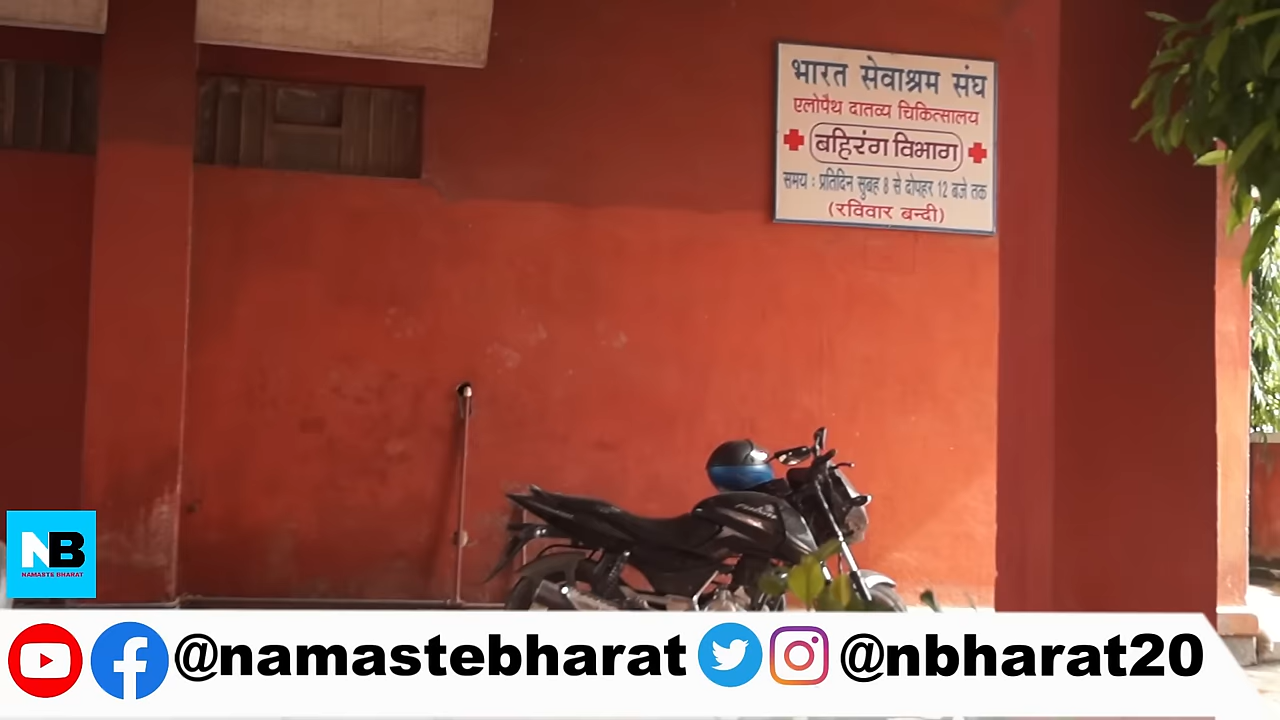 भारत सेवाश्रम संघ
एलोपैथ दातव्य चिकित्सालय
बहिरंग विभाग
समय : प्रतिदिन सुबह 8 से दोपहर 12 बजे तक
(रविवार बन्दी)
NB
NAMASTE BHARAT
@namastebharat @nbharat20